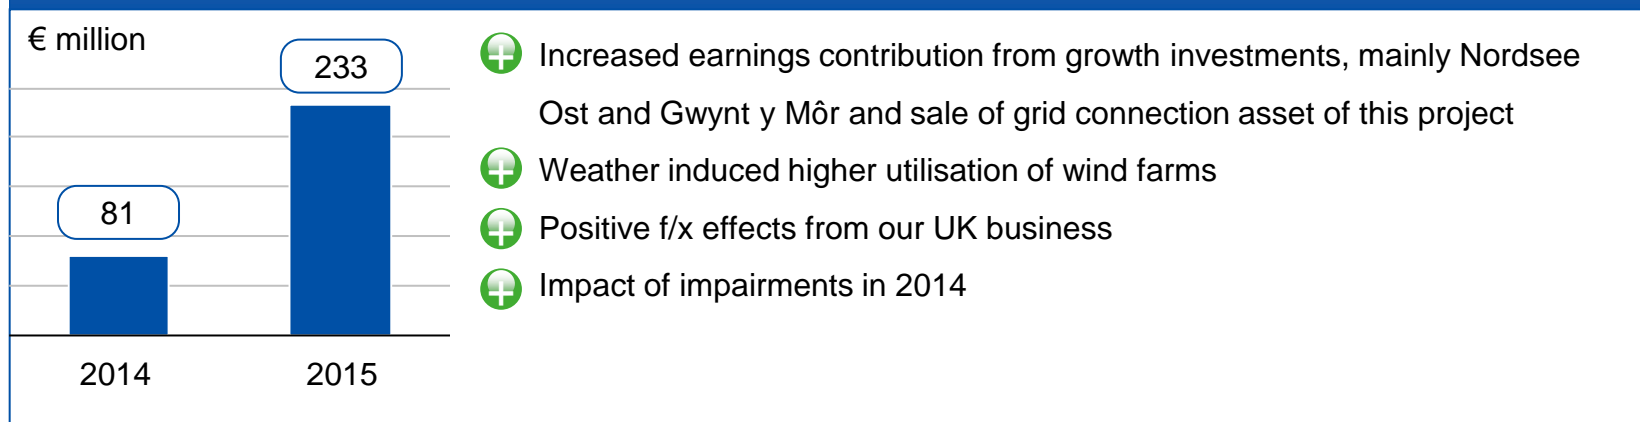 € million
81
233
2014
2015
Increased earnings contribution from growth investments, mainly Nordsee
Ost and Gwynt y Môr and sale of grid connection asset of this project
Weather induced higher utilisation of wind farms
Positive f/x effects from our UK business
Impact of impairments in 2014